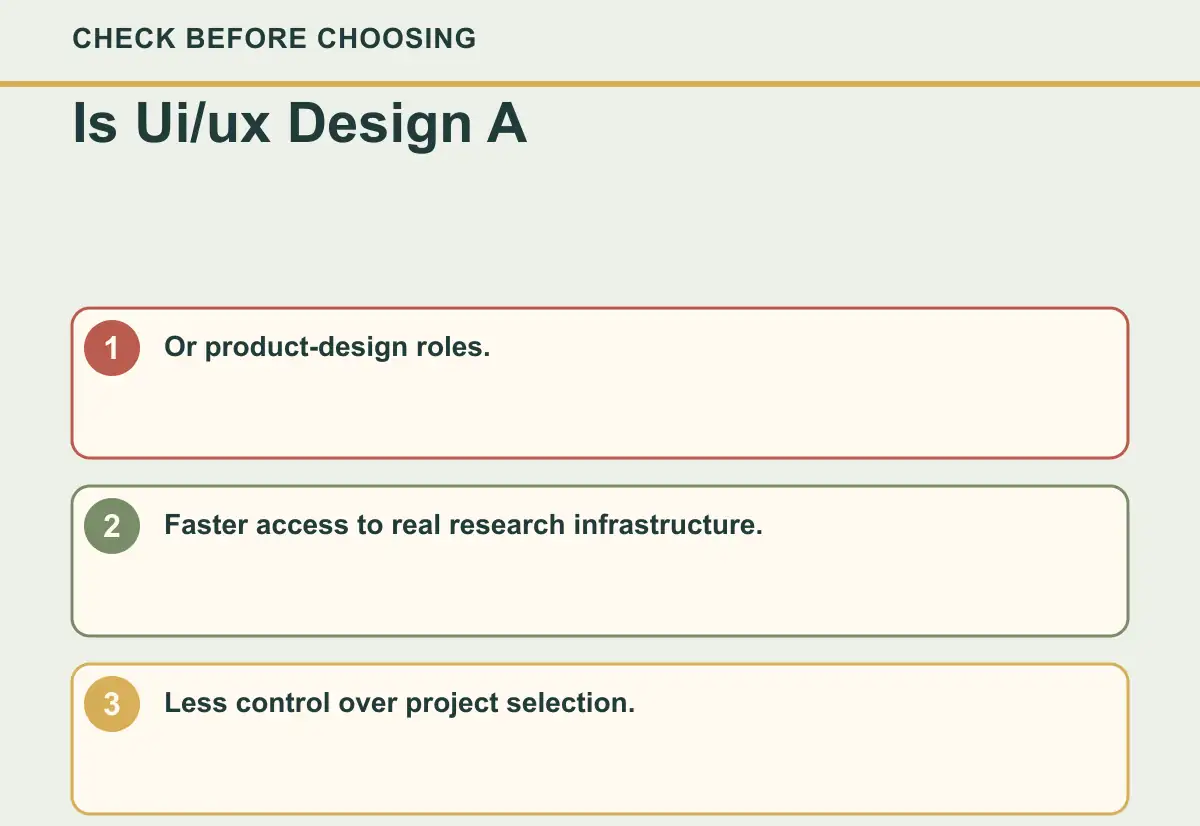 CHECK BEFORE CHOOSING
Is Ui/ux Design A
1 Or product-design roles.
2 Faster access to real research infrastructure.
3 Less control over project selection.